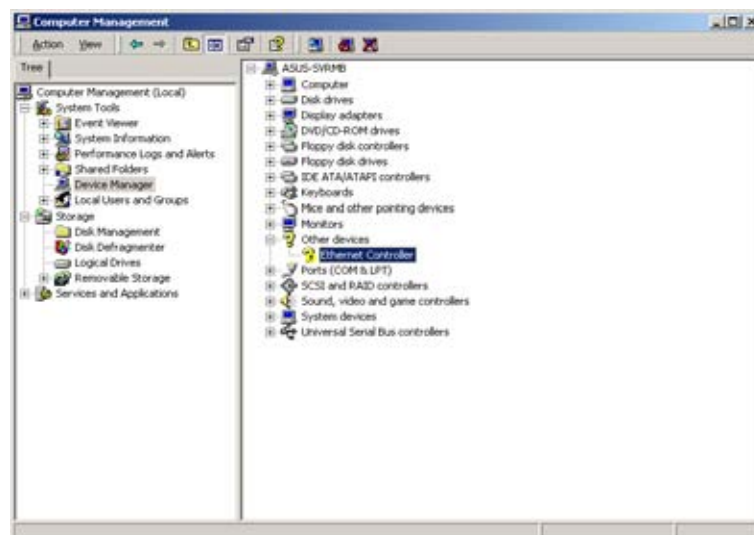 Computer Management
Action View
Tree
Computer Management (Local)
System Tools
Event Viewer
System Information
Performance Logs and Alerts
Shared Folders
Device Manager
Local Users and Groups
Storage
Disk Management
Disk Defragmenter
Logical Drives
Removable Storage
Services and Applications
ASUS-SVRMB
Computer
Disk drives
Display adapters
DVD/CD-ROM drives
Floppy disk controllers
Floppy disk drives
IDE ATA/ATAPI controllers
Keyboards
Mice and other pointing devices
Monitors
Other devices
Ethernet Controller
Ports (COM & LPT)
SCSI and RAID controllers
Sound, video and game controllers
System devices
Universal Serial Bus controllers